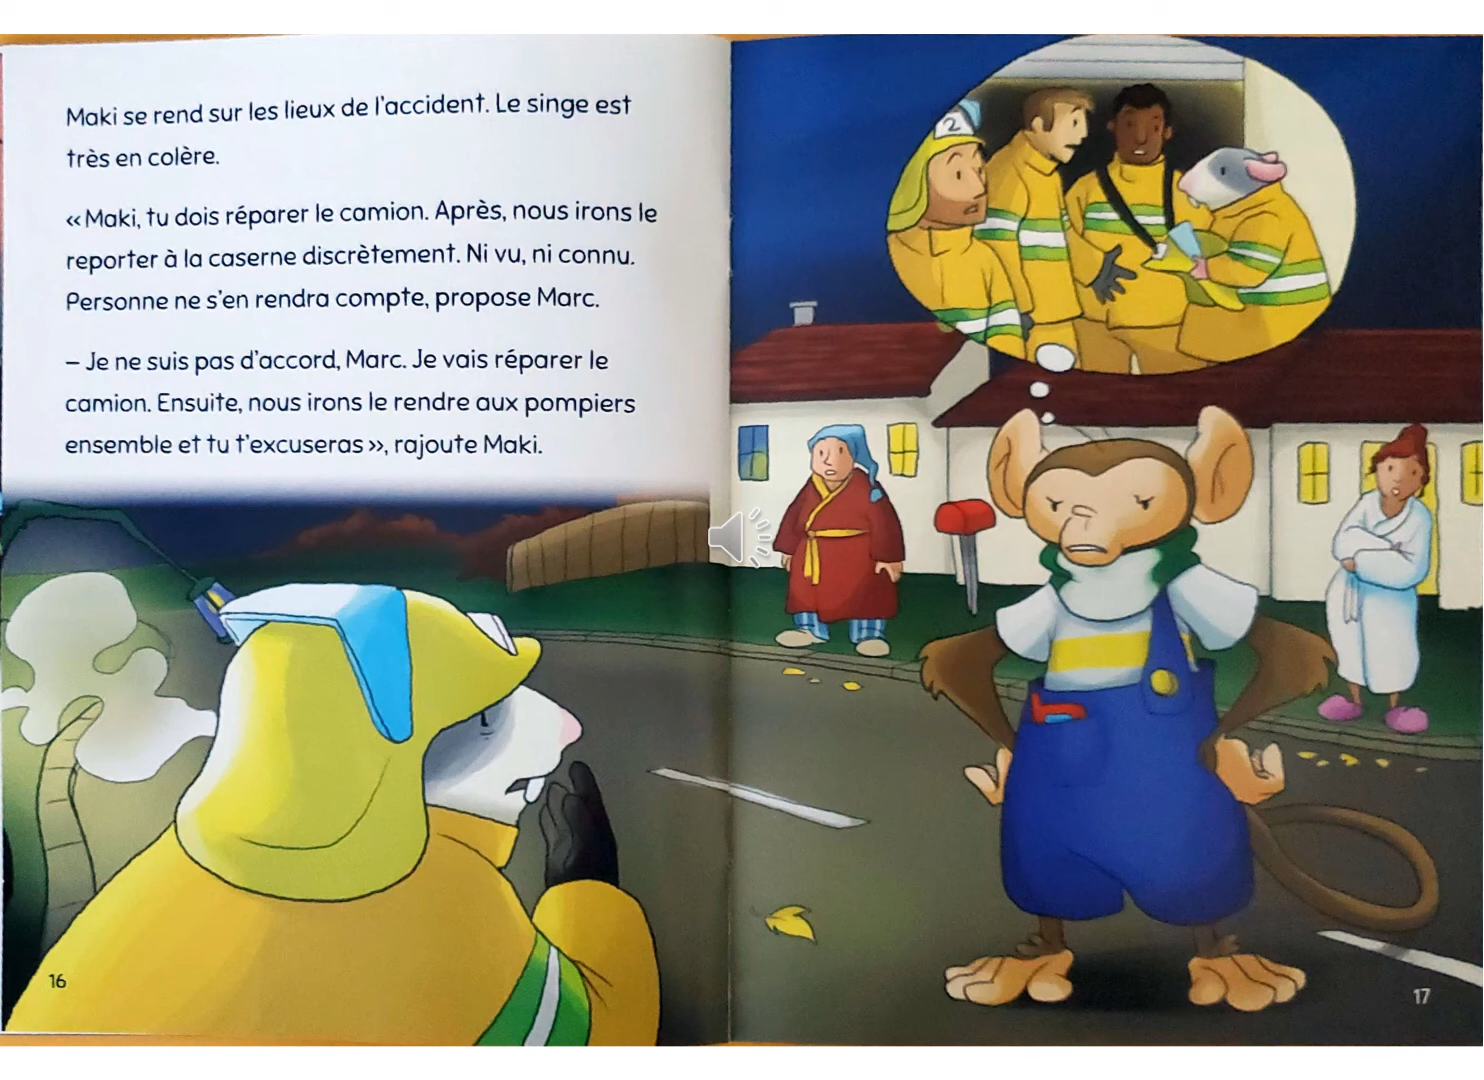 Maki se rend sur les lieux de l'accident. Le singe est
très en colère.
« Maki, tu dois réparer le camion. Après, nous irons le
reporter à la caserne discrètement. Ni vu, ni connu.
Personne ne s'en rendra compte, propose Marc.
– Je ne suis pas d'accord, Marc. Je vais réparer le
camion. Ensuite, nous irons le rendre aux pompiers
ensemble et tu t'excuseras », rajoute Maki.
2
16
17